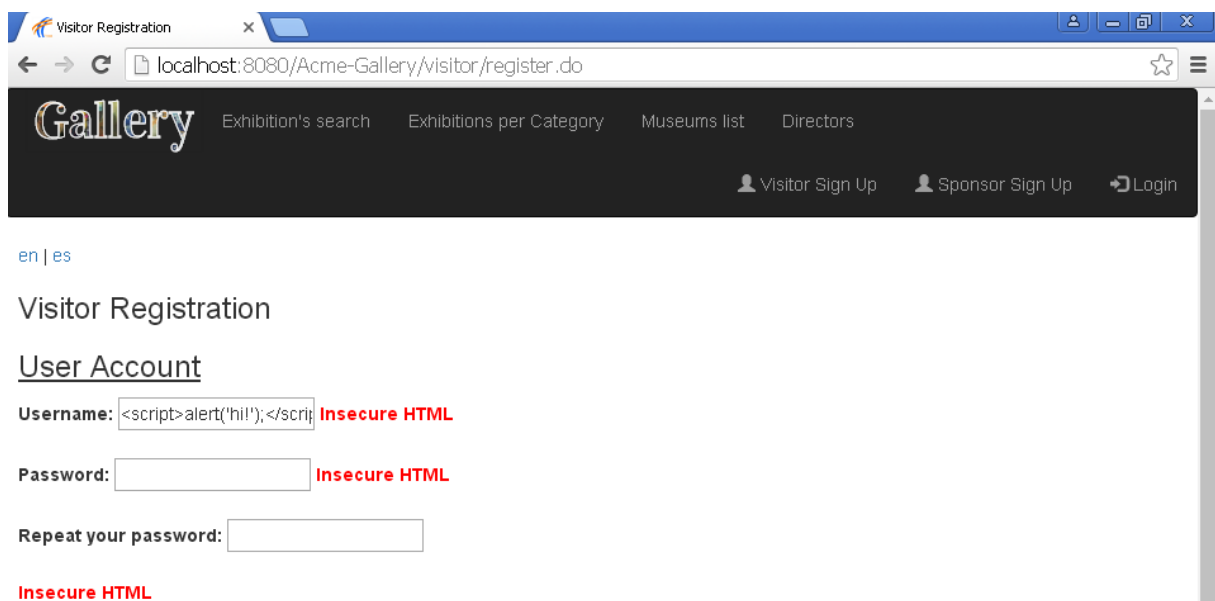 Visitor Registration
localhost:8080/Acme-Gallery/visitor/register.do
Gallery Exhibition's search Exhibitions per Category Museums list Directors
Visitor Sign Up Sponsor Sign Up Login
en | es
Visitor Registration
User Account
Username: <script>alert('hi!');</scrip Insecure HTML
Password: Insecure HTML
Repeat your password:
Insecure HTML